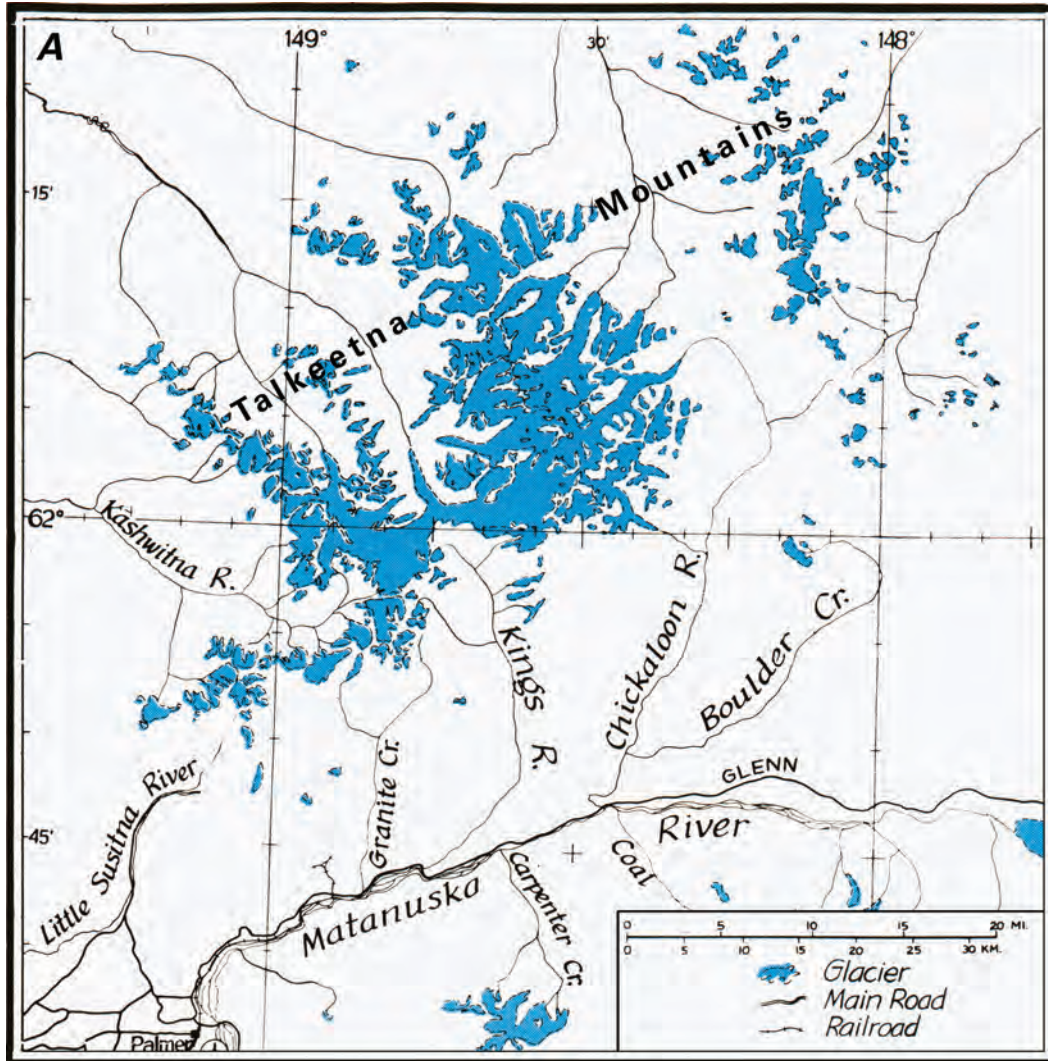 A
149°
30'
148°
15'
Talkeetna Mountains
62°
Kashwitna R.
Kings R.
Chickaloon R.
Boulder Cr.
GLENN
Little Susitna River
Granite Cr.
45'
Matanuska River
Carpenter Cr.
Coal
Palmer
0 5 10 15 20 MI.
0 5 10 15 20 25 30 KM.
Glacier
Main Road
Railroad